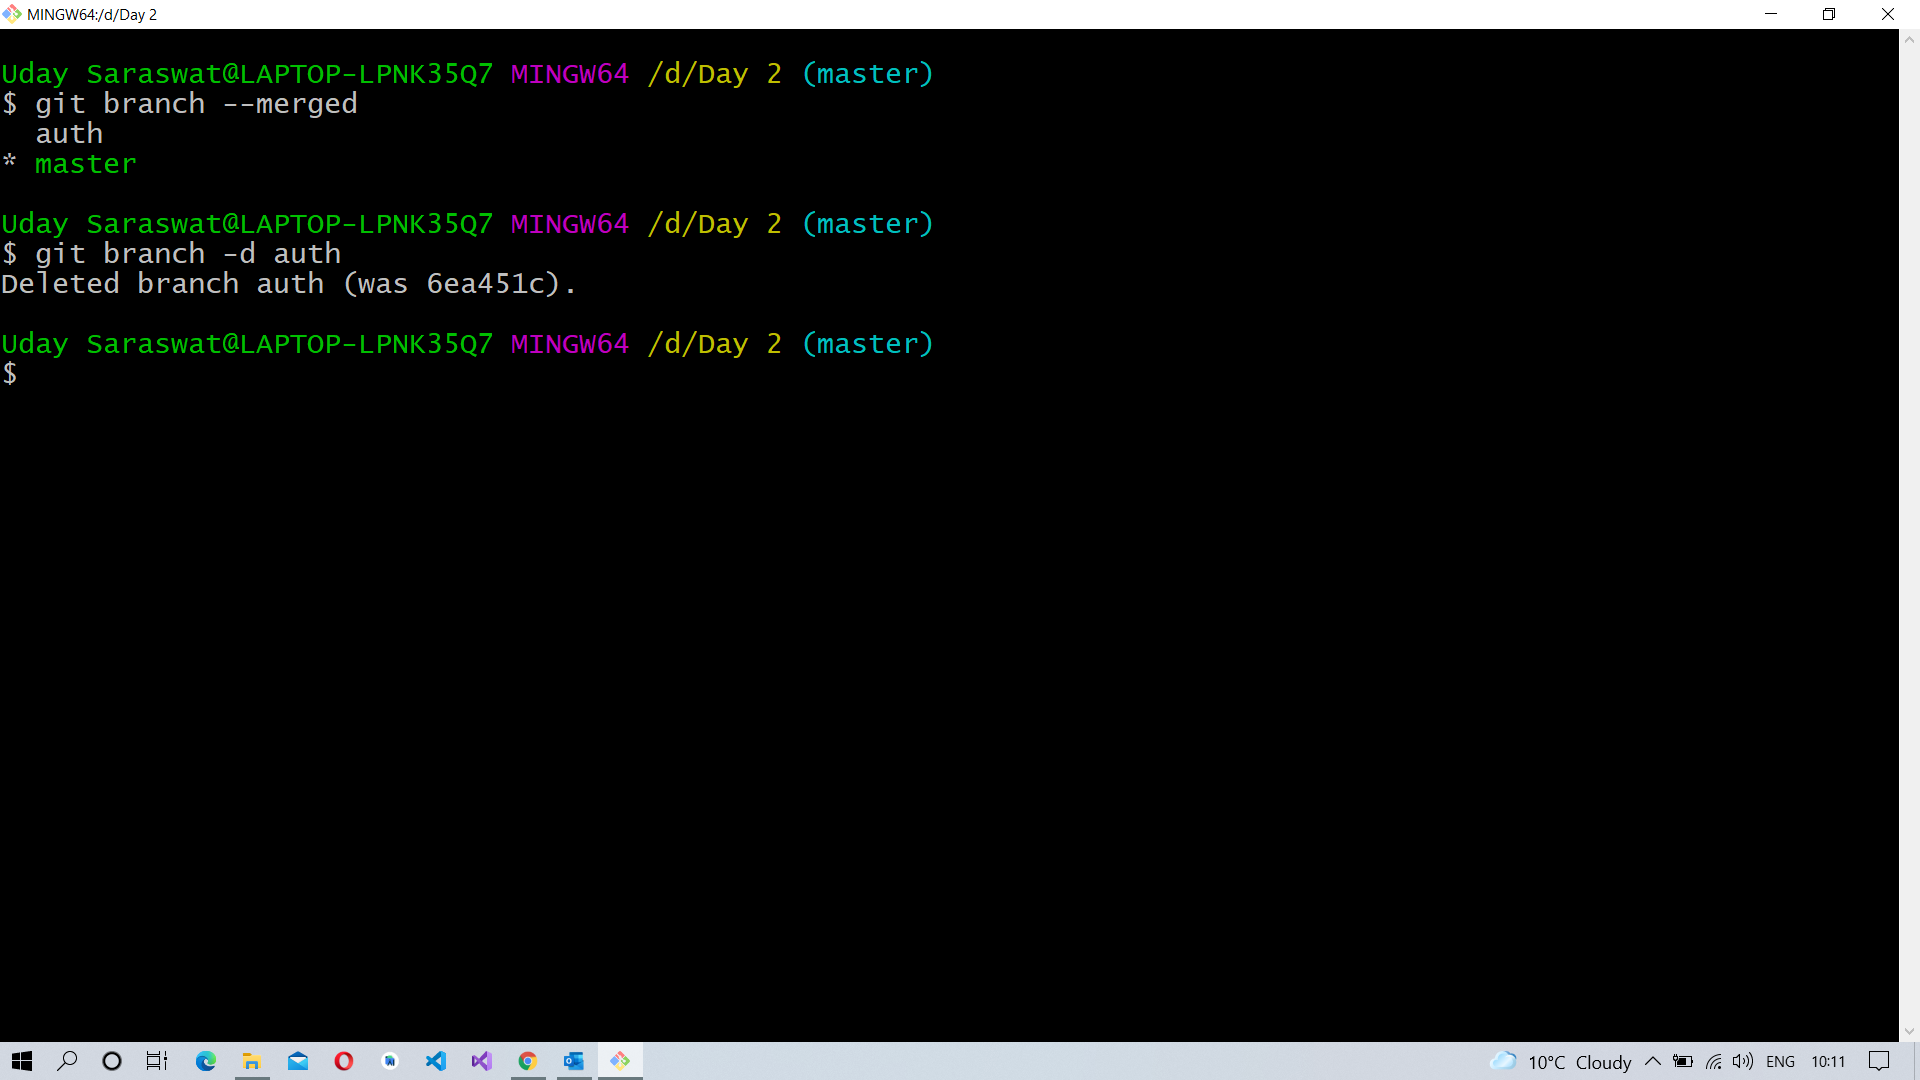 MINGW64:/d/Day 2
Uday Saraswat@LAPTOP-LPNK35Q7 MINGW64 /d/Day 2 (master)
$ git branch --merged
  auth
* master
Uday Saraswat@LAPTOP-LPNK35Q7 MINGW64 /d/Day 2 (master)
$ git branch -d auth
Deleted branch auth (was 6ea451c).
Uday Saraswat@LAPTOP-LPNK35Q7 MINGW64 /d/Day 2 (master)
$
10°C Cloudy ENG 10:11